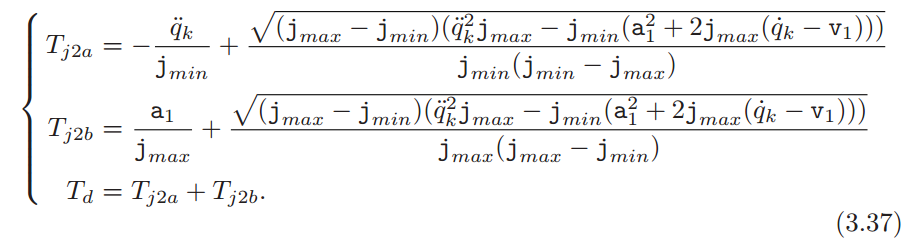 T_{j2a} = -\frac{\ddot{q}_k}{j_{min}} + \frac{\sqrt{(j_{max} - j_{min})(\ddot{q}_k^2 j_{max} - j_{min}(a_1^2 + 2j_{max}(\dot{q}_k - v_1)))}}{j_{min}(j_{min} - j_{max})}
T_{j2b} = \frac{a_1}{j_{max}} + \frac{\sqrt{(j_{max} - j_{min})(\ddot{q}_k^2 j_{max} - j_{min}(a_1^2 + 2j_{max}(\dot{q}_k - v_1)))}}{j_{max}(j_{max} - j_{min})}
T_d = T_{j2a} + T_{j2b}.
(3.37)